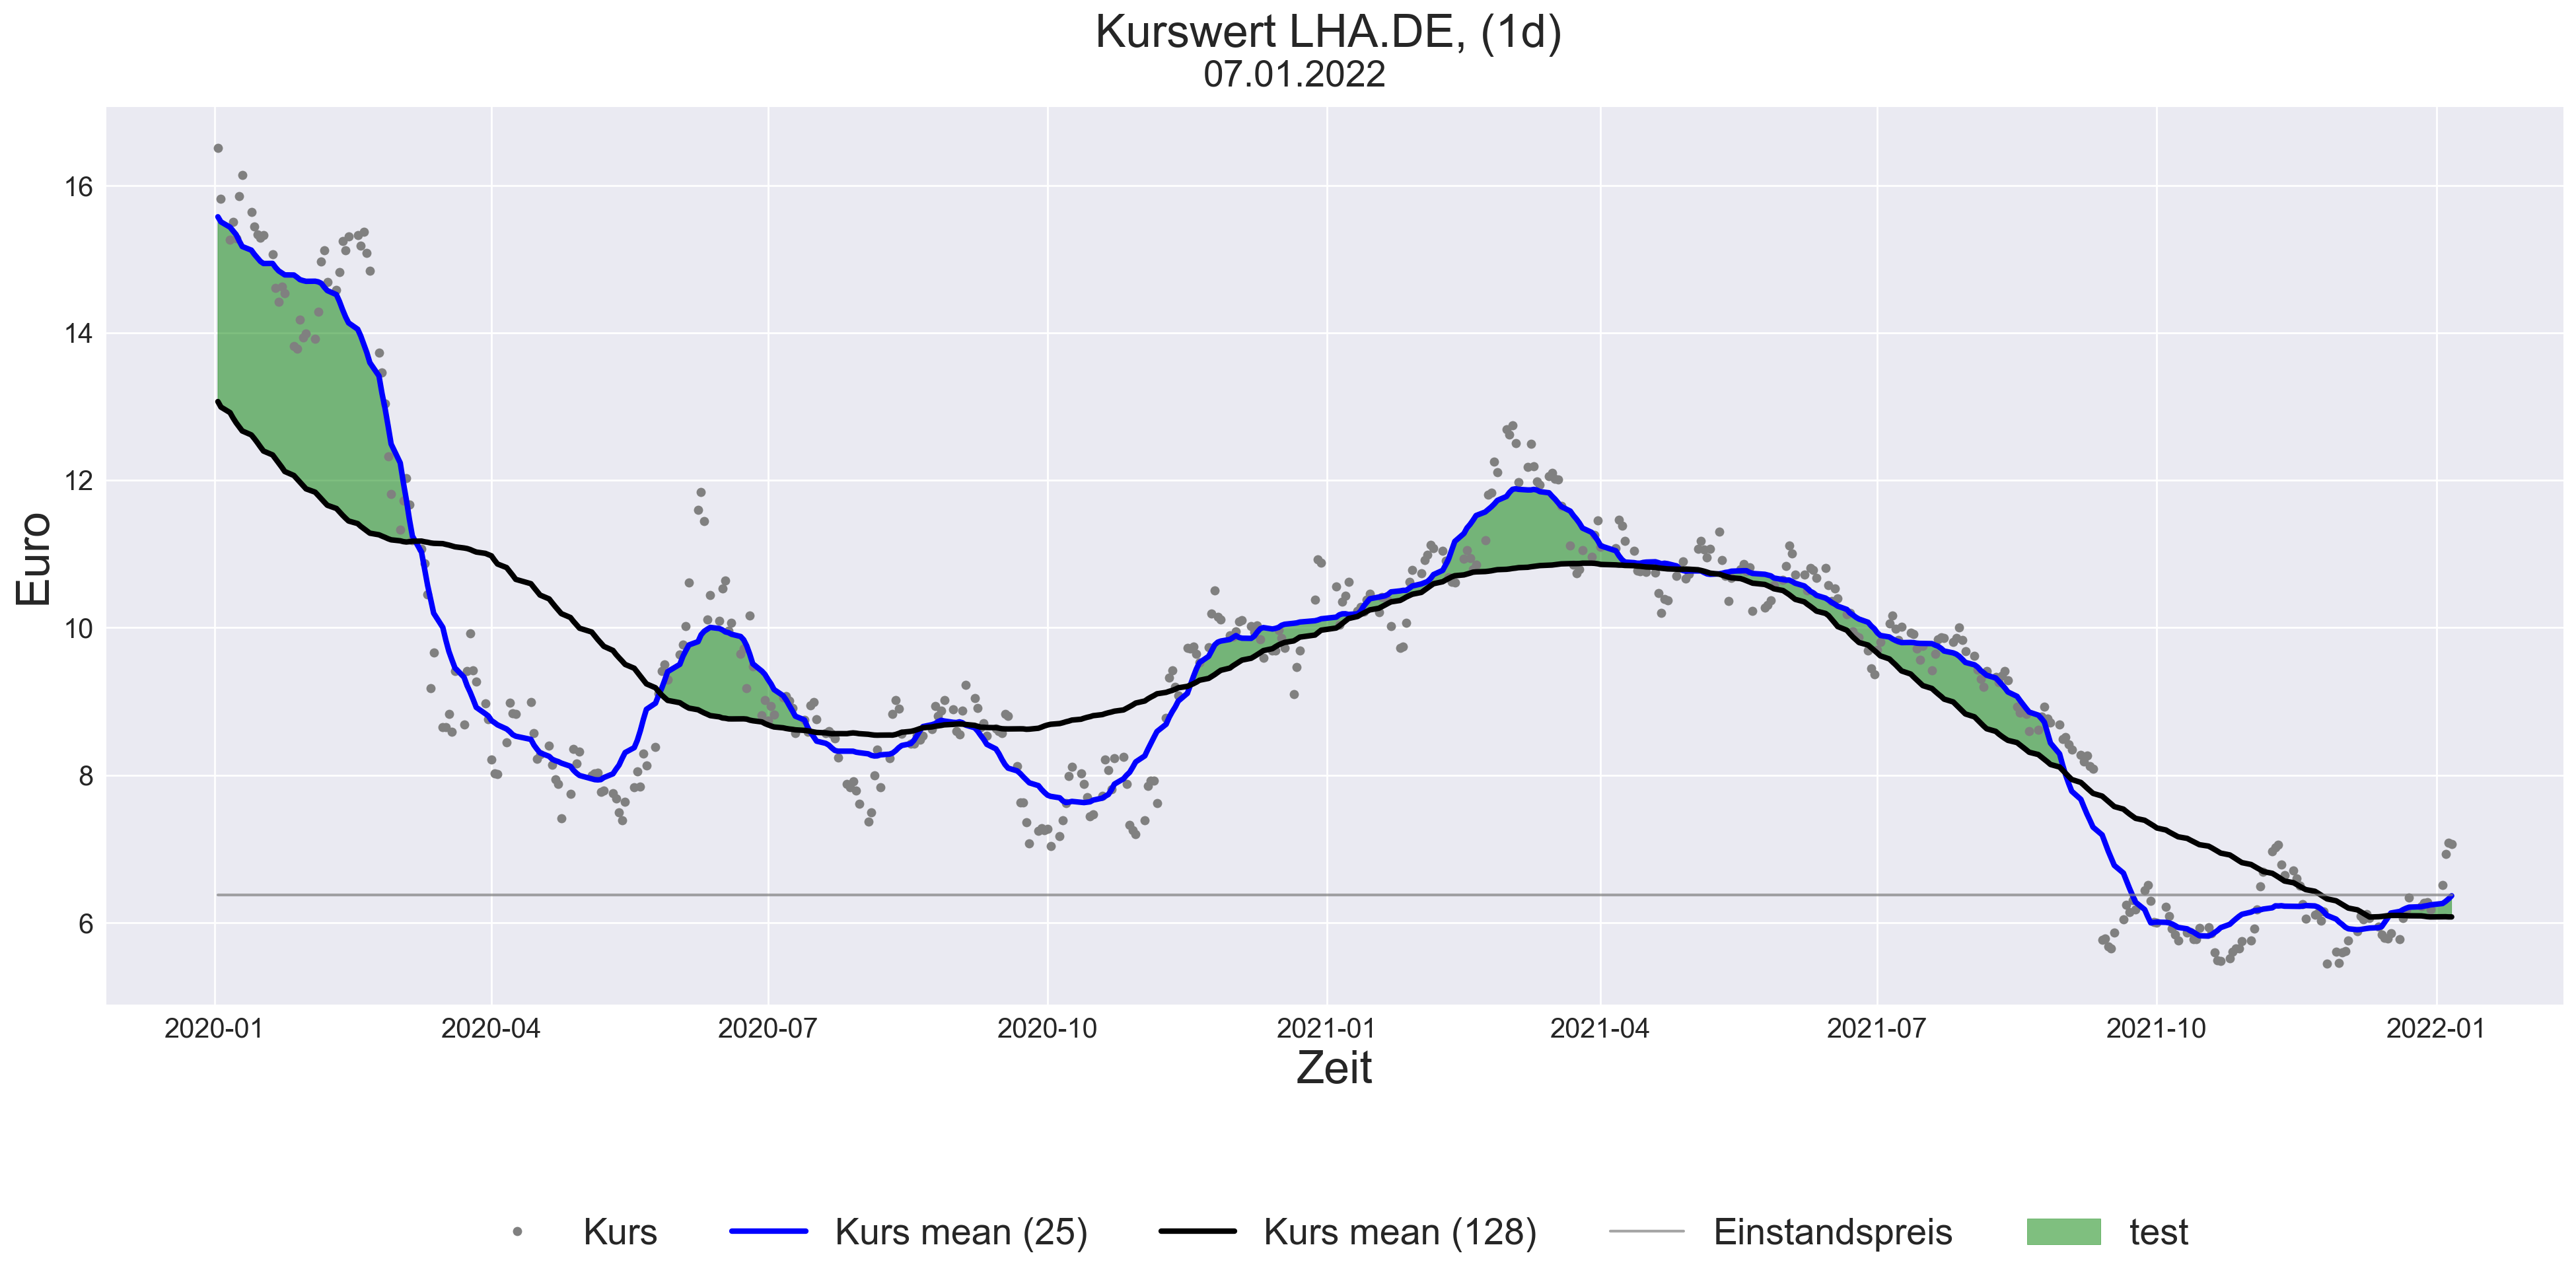 Kurswert LHA.DE, (1d)
07.01.2022
Euro
16
14
12
10
8
6
2020-01 2020-04 2020-07 2020-10 2021-01 2021-04 2021-07 2021-10 2022-01
Zeit
Kurs Kurs mean (25) Kurs mean (128) Einstandspreis test